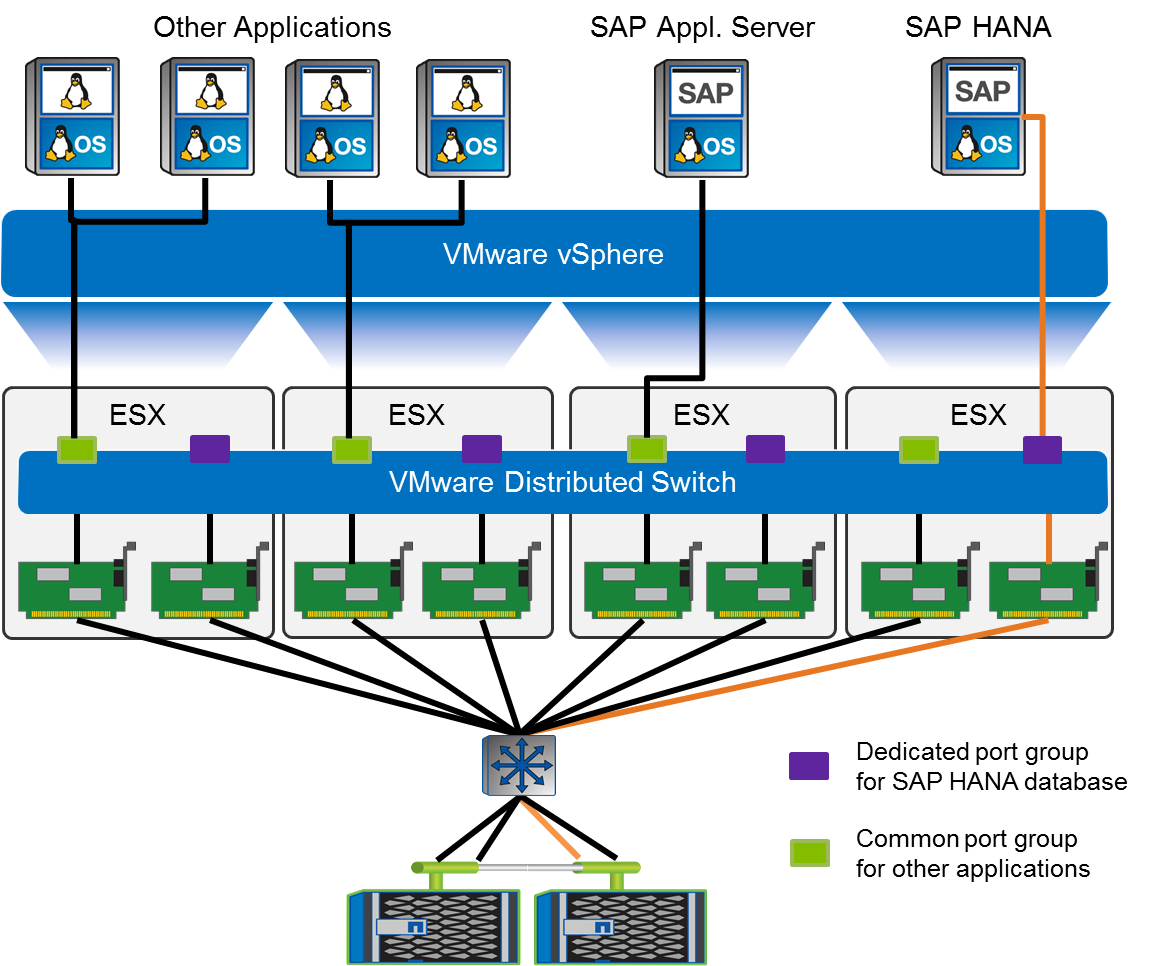 Other Applications
SAP Appl. Server
SAP HANA
SAP
SAP
OS
OS
OS
OS
OS
OS
VMware vSphere
ESX
ESX
ESX
ESX
VMware Distributed Switch
Dedicated port group
for SAP HANA database
Common port group
for other applications